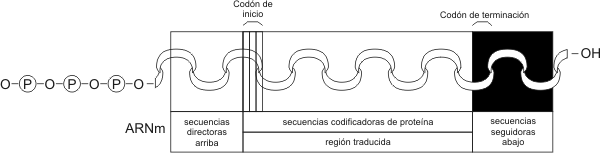 Codón de
inicio
Codón de terminación
O-P-O-P-O-P-O-
-OH
ARNm
secuencias
directoras
arriba
secuencias codificadoras de proteína
región traducida
secuencias
seguidoras
abajo